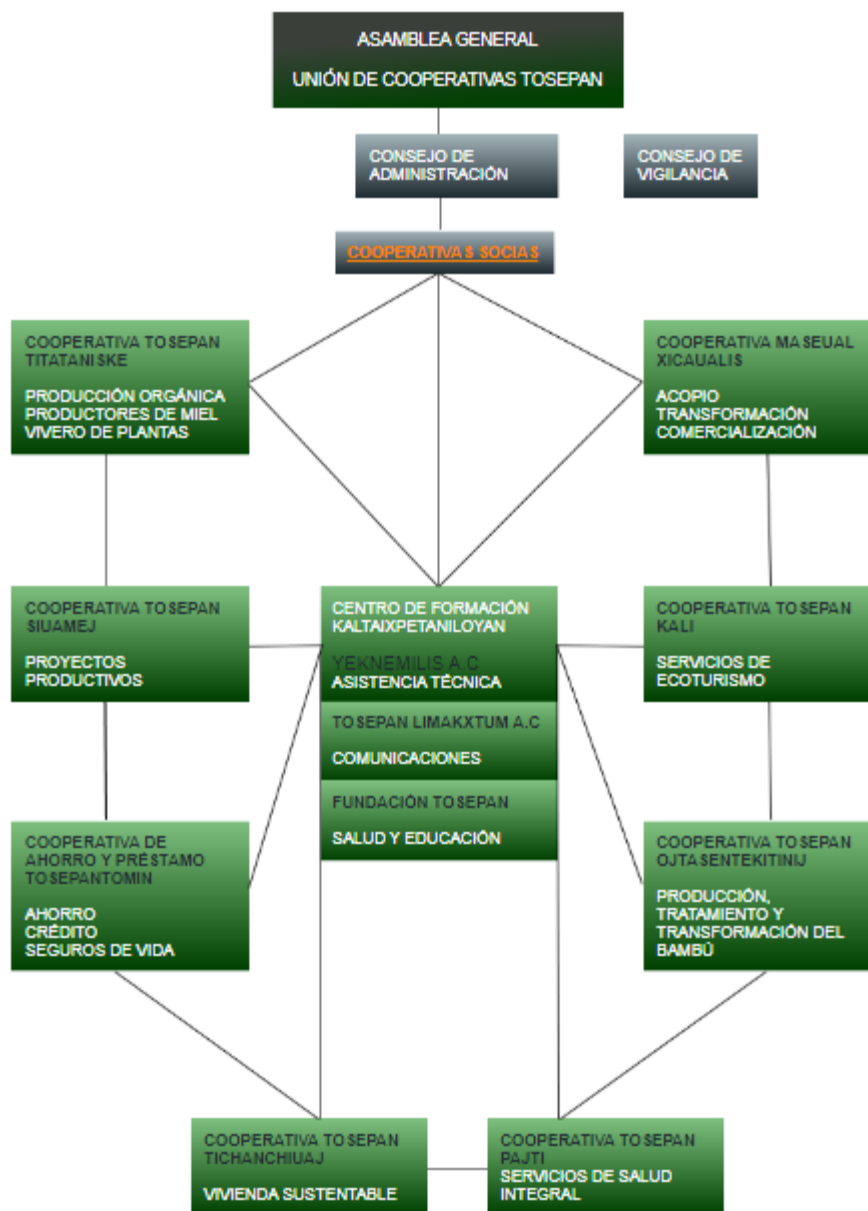 ASAMBLEA GENERAL
UNIÓN DE COOPERATIVAS TOSEPAN
CONSEJO DE
ADMINISTRACIÓN
CONSEJO DE
VIGILANCIA
COOPERATIVAS SOCIAS
COOPERATIVA TOSEPAN
TITATANISKE
PRODUCCIÓN ORGÁNICA
PRODUCTORES DE MIEL
VIVERO DE PLANTAS
COOPERATIVA MASEUAL
XICAUALIS
ACOPIO
TRANSFORMACIÓN
COMERCIALIZACIÓN
COOPERATIVA TOSEPAN
SIUAMEJ
PROYECTOS
PRODUCTIVOS
CENTRO DE FORMACIÓN
KALTAIXPETANILOYAN
YEKNEMILIS A.C
ASISTENCIA TÉCNICA
TOSEPAN LIMAKXTUM A.C
COMUNICACIONES
FUNDACIÓN TOSEPAN
SALUD Y EDUCACIÓN
COOPERATIVA TOSEPAN
KALI
SERVICIOS DE
ECOTURISMO
COOPERATIVA DE
AHORRO Y PRÉSTAMO
TOSEPANTOMIN
AHORRO
CRÉDITO
SEGUROS DE VIDA
COOPERATIVA TOSEPAN
OJTASENTEKITINIJ
PRODUCCIÓN,
TRATAMIENTO Y
TRANSFORMACIÓN DEL
BAMBÚ
COOPERATIVA TOSEPAN
TICHANCHIUAJ
VIVIENDA SUSTENTABLE
COOPERATIVA TOSEPAN
PAJTI
SERVICIOS DE SALUD
INTEGRAL